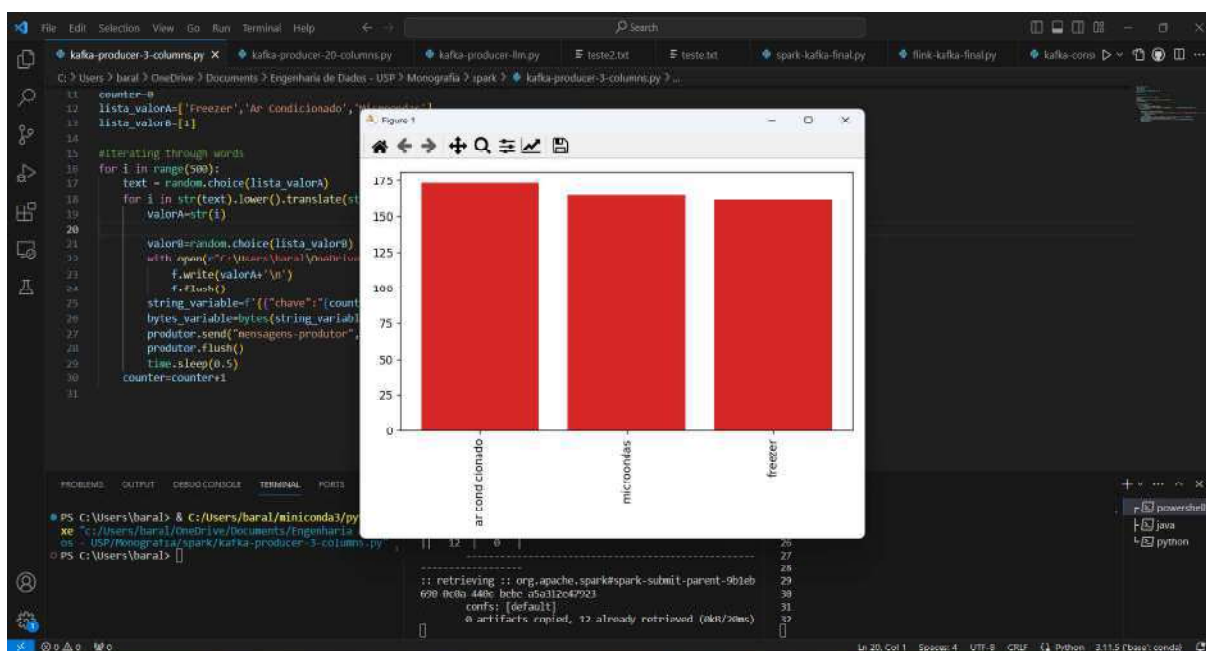 File Edit Selection View Go Run Terminal Help
Search
kafka-producer-3-columns.py kafka-producer-20-columns.py kafka-producer-llm.py teste2.txt teste.txt spark-kafka-final.py flink-kafka-final.py kafka-cons
C: > Users > baral > OneDrive > Documents > Engenharia de Dados - USP > Monografia > spark > kafka-producer-3-columns.py > ...
11 counter=0
12 lista_valorA=['Freezer','Ar Condicionado','Microondas']
13 lista_valorB=[1]
14
15 #iterating through words
16 for i in range(500):
17 text = random.choice(lista_valorA)
18 for i in str(text).lower().translate(st
19 valorA=str(i)
20
21 valorB=random.choice(lista_valorB)
22 with open(r"C:\Users\baral\OneDrive
23 f.write(valorA+'\n')
24 f.flush()
25 string_variable=f'{{"chave":"{count
26 bytes_variable=bytes(string_variabl
27 produtor.send("mensagens-produtor",
28 produtor.flush()
29 time.sleep(0.5)
30 counter=counter+1
31
Figure 1
175
150
125
100
75
50
25
0
ar condicionado
microondas
freezer
PROBLEMS OUTPUT DEBUG CONSOLE TERMINAL PORTS
PS C:\Users\baral> & C:/Users/baral/miniconda3/py
xe "c:/Users/baral/OneDrive/Documents/Engenharia
os - USP/Monografia/spark/kafka-producer-3-columns.py"
PS C:\Users\baral>
|| 12 | 0 |
---------------------------------------------------
------------------
:: retrieving :: org.apache.spark#spark-submit-parent-9b1eb
confs: [default]
0 artifacts copied, 12 already retrieved (0kB/20ms)
26
27
28
29
30
31
32
powershell
java
python
0 0 0 Ln 20, Col 1 Spaces: 4 UTF-8 CRLF Python 3.11.5 ('base': conda)